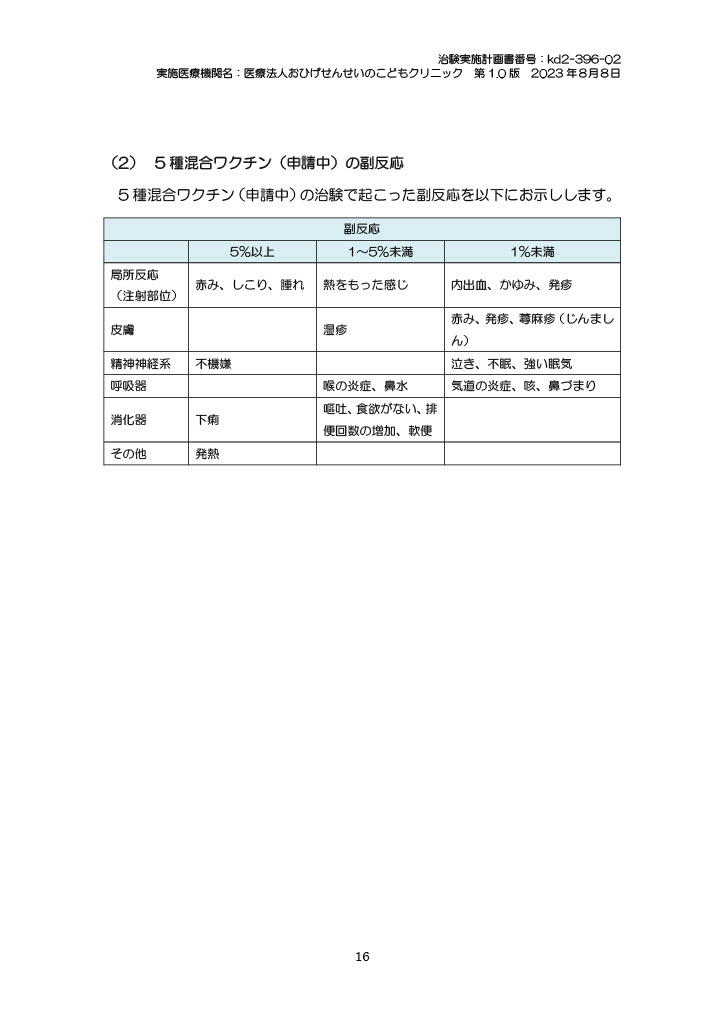 治験実施計画書番号：kd2-396-02
実施医療機関名：医療法人おひげせんせいのこどもクリニック　第1.0版　2023年8月8日
（2）　5種混合ワクチン（申請中）の副反応
5種混合ワクチン（申請中）の治験で起こった副反応を以下にお示しします。
副反応
5%以上　1～5%未満　1%未満
局所反応
（注射部位）　赤み、しこり、腫れ　熱をもった感じ　内出血、かゆみ、発疹
皮膚　湿疹　赤み、発疹、蕁麻疹（じんまし
ん）
精神神経系　不機嫌　泣き、不眠、強い眠気
呼吸器　喉の炎症、鼻水　気道の炎症、咳、鼻づまり
消化器　下痢　嘔吐、食欲がない、排
便回数の増加、軟便
その他　発熱
16